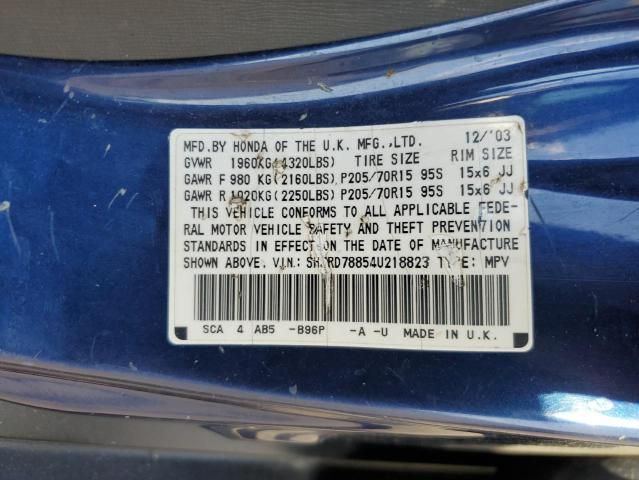 MFD.BY HONDA OF THE U.K. MFG.,LTD. 12/'03
GVWR 1960KG(4320LBS) TIRE SIZE RIM SIZE
GAWR F 980 KG(2160LBS) P205/70R15 95S 15x6 JJ
GAWR R 1020KG(2250LBS) P205/70R15 95S 15x6 JJ
THIS VEHICLE CONFORMS TO ALL APPLICABLE FEDE-
RAL MOTOR VEHICLE SAFETY AND THEFT PREVENTION
STANDARDS IN EFFECT ON THE DATE OF MANUFACTURE
SHOWN ABOVE. V.I.N.: TYPE: MPV
SCA 4 AB5 -B96P -A -U MADE IN U.K.